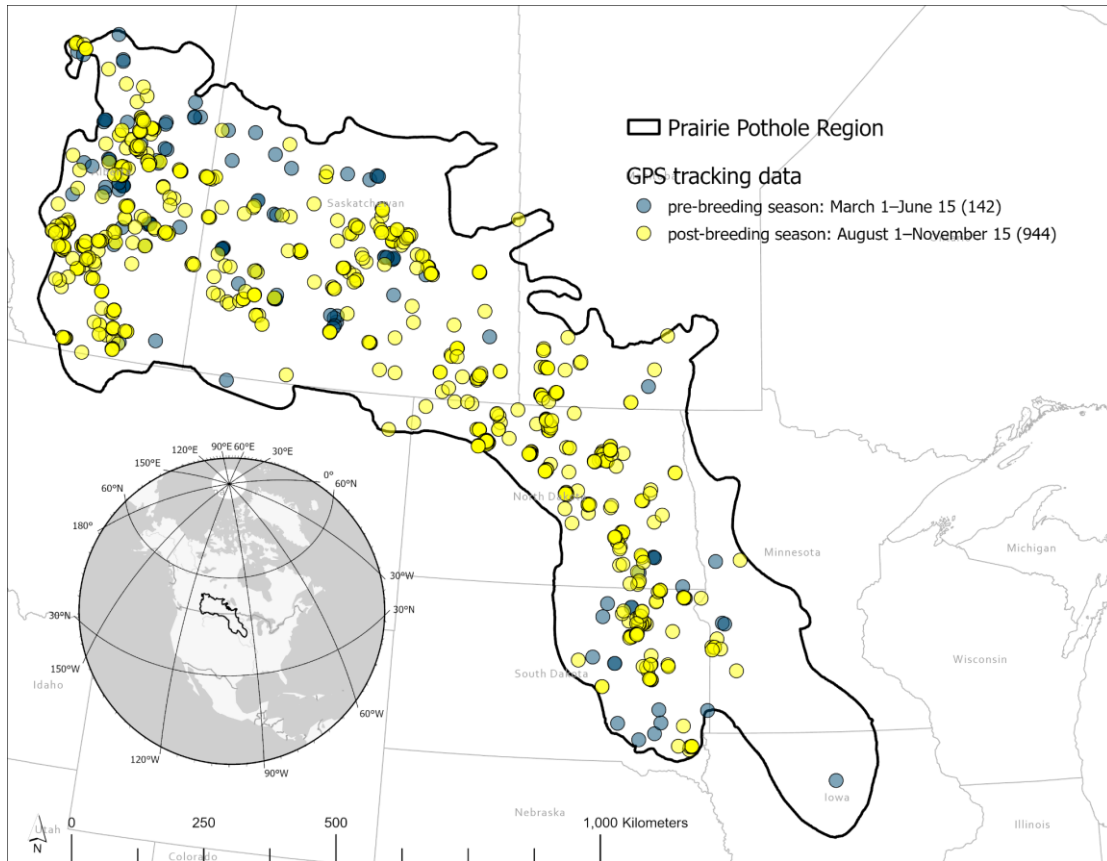 Prairie Pothole Region
GPS tracking data
pre-breeding season: March 1–June 15 (142)
post-breeding season: August 1–November 15 (944)
Saskatchewan
120°E
90°E
60°E
150°E
30°E
60°N
0°
60°N
180°
North Dakota
Minnesota
Michigan
30°W
30°N
30°N
150°W
Wisconsin
South Dakota
Idaho
60°W
120°W
90°W
Iowa
Nebraska
Illinois
Utah
N
0
250
500
1,000 Kilometers
Colorado